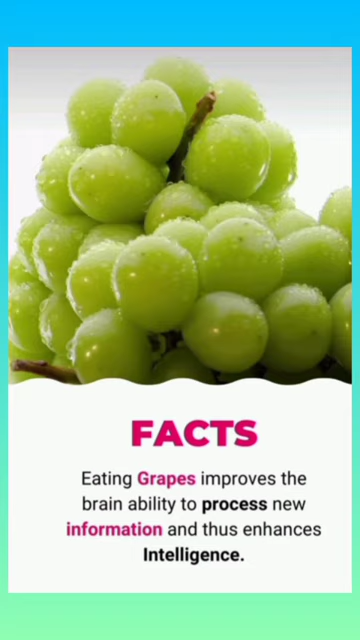 FACTS
Eating Grapes improves the
brain ability to process new
information and thus enhances
Intelligence.